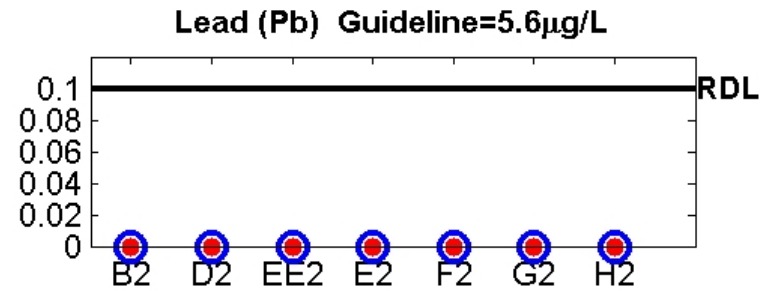 Lead (Pb)  Guideline=5.6μg/L
0.1
RDL
0.08
0.06
0.04
0.02
0
B2 D2 EE2 E2 F2 G2 H2